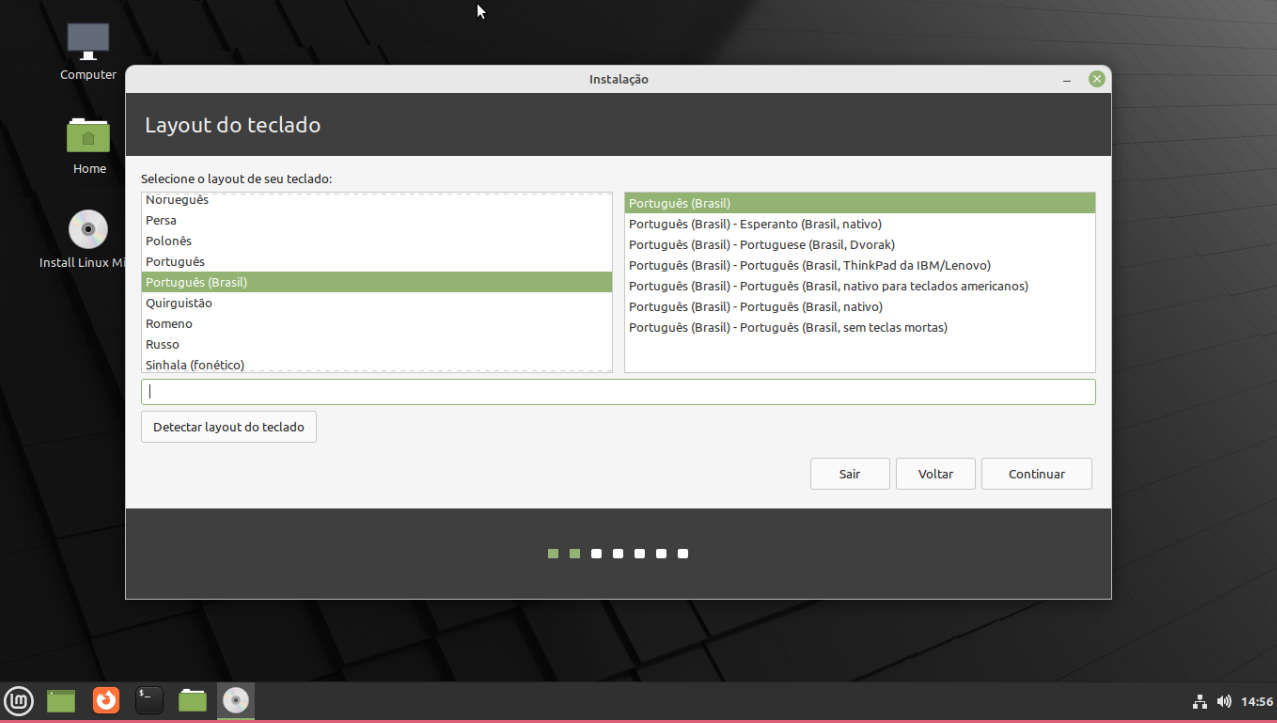 Computer
Home
Install Linux Mi
Instalação
Layout do teclado
Selecione o layout de seu teclado:
Norueguês
Persa
Polonês
Português
Português (Brasil)
Quirguistão
Romeno
Russo
Sinhala (fonético)
Português (Brasil)
Português (Brasil) - Esperanto (Brasil, nativo)
Português (Brasil) - Portuguese (Brasil, Dvorak)
Português (Brasil) - Português (Brasil, ThinkPad da IBM/Lenovo)
Português (Brasil) - Português (Brasil, nativo para teclados americanos)
Português (Brasil) - Português (Brasil, nativo)
Português (Brasil) - Português (Brasil, sem teclas mortas)
Detectar layout do teclado
Sair
Voltar
Continuar
$_
14:56